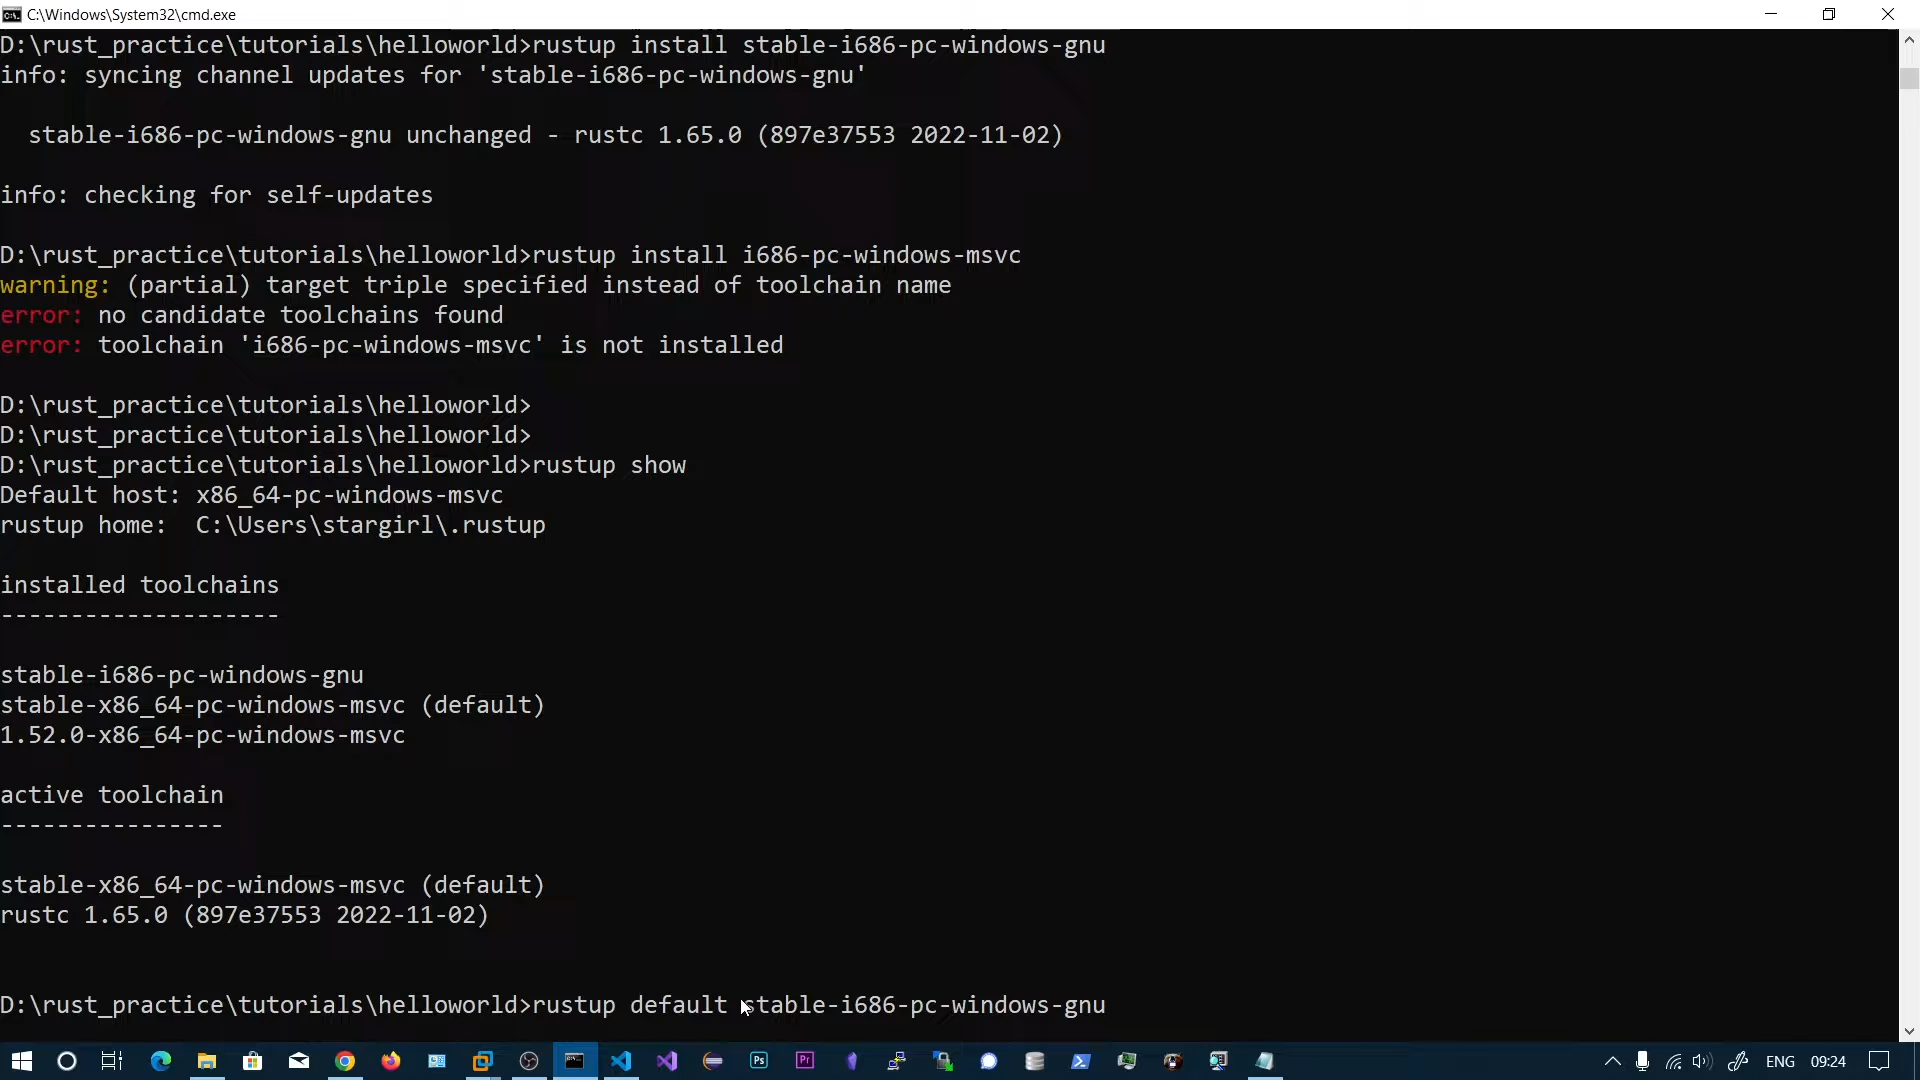 C:\Windows\System32\cmd.exe
D:\rust_practice\tutorials\helloworld>rustup install stable-i686-pc-windows-gnu
info: syncing channel updates for 'stable-i686-pc-windows-gnu'
stable-i686-pc-windows-gnu unchanged - rustc 1.65.0 (897e37553 2022-11-02)
info: checking for self-updates
D:\rust_practice\tutorials\helloworld>rustup install i686-pc-windows-msvc
warning: (partial) target triple specified instead of toolchain name
error: no candidate toolchains found
error: toolchain 'i686-pc-windows-msvc' is not installed
D:\rust_practice\tutorials\helloworld>
D:\rust_practice\tutorials\helloworld>
D:\rust_practice\tutorials\helloworld>rustup show
Default host: x86_64-pc-windows-msvc
rustup home:  C:\Users\stargirl\.rustup
installed toolchains
--------------------
stable-i686-pc-windows-gnu
stable-x86_64-pc-windows-msvc (default)
1.52.0-x86_64-pc-windows-msvc
active toolchain
----------------
stable-x86_64-pc-windows-msvc (default)
rustc 1.65.0 (897e37553 2022-11-02)
D:\rust_practice\tutorials\helloworld>rustup default stable-i686-pc-windows-gnu
Ps
Pr
ENG
09:24